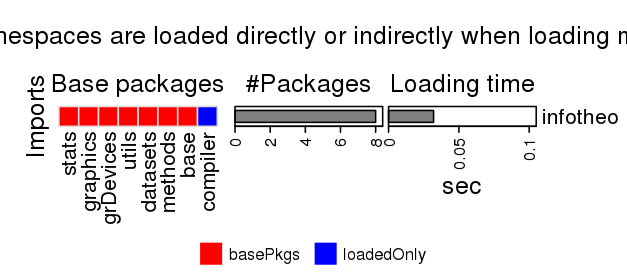 nespaces are loaded directly or indirectly when loading
Base packages #Packages Loading time
Imports
infotheo
stats
graphics
grDevices
utils
datasets
methods
base
compiler
0 2 4 6 8
0 0.05 0.1
sec
basePkgs loadedOnly